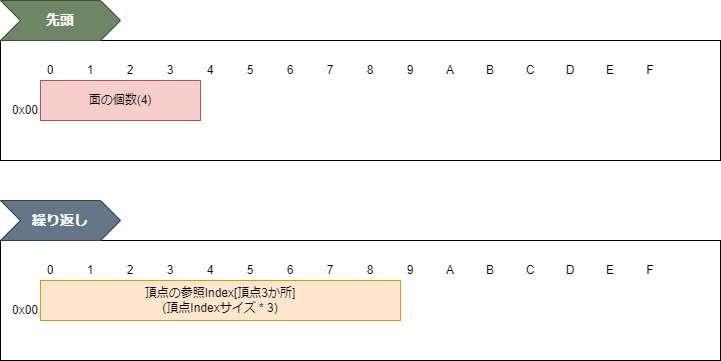 先頭
0 1 2 3 4 5 6 7 8 9 A B C D E F
0x00 面の個数(4)
繰り返し
0 1 2 3 4 5 6 7 8 9 A B C D E F
頂点の参照Index[頂点3か所]
0x00 (頂点Indexサイズ * 3)